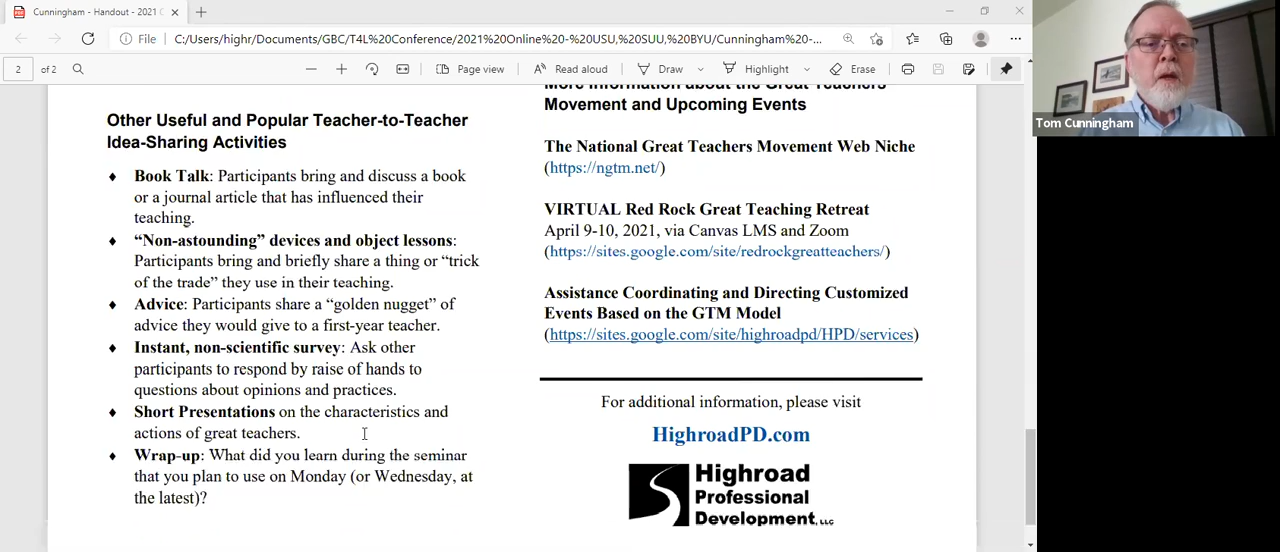 Cunningham - Handout - 2021 C
File
C:/Users/highr/Documents/GBC/T4L%20Conference/2021%20Online%20-%20USU,%20SUU,%20BYU/Cunningham%20-...
2
of 2
Page view
Read aloud
Draw
Highlight
Erase
Tom Cunningham
Other Useful and Popular Teacher-to-Teacher
Idea-Sharing Activities
♦ Book Talk: Participants bring and discuss a book
or a journal article that has influenced their
teaching.
♦ “Non-astounding” devices and object lessons:
Participants bring and briefly share a thing or “trick
of the trade” they use in their teaching.
♦ Advice: Participants share a “golden nugget” of
advice they would give to a first-year teacher.
♦ Instant, non-scientific survey: Ask other
participants to respond by raise of hands to
questions about opinions and practices.
♦ Short Presentations on the characteristics and
actions of great teachers.
♦ Wrap-up: What did you learn during the seminar
that you plan to use on Monday (or Wednesday, at
the latest)?
More Information about the Great Teachers
Movement and Upcoming Events
The National Great Teachers Movement Web Niche
(https://ngtm.net/)
VIRTUAL Red Rock Great Teaching Retreat
April 9-10, 2021, via Canvas LMS and Zoom
(https://sites.google.com/site/redrockgreatteachers/)
Assistance Coordinating and Directing Customized
Events Based on the GTM Model
(https://sites.google.com/site/highroadpd/HPD/services)
For additional information, please visit
HighroadPD.com
Highroad
Professional
Development, LLC